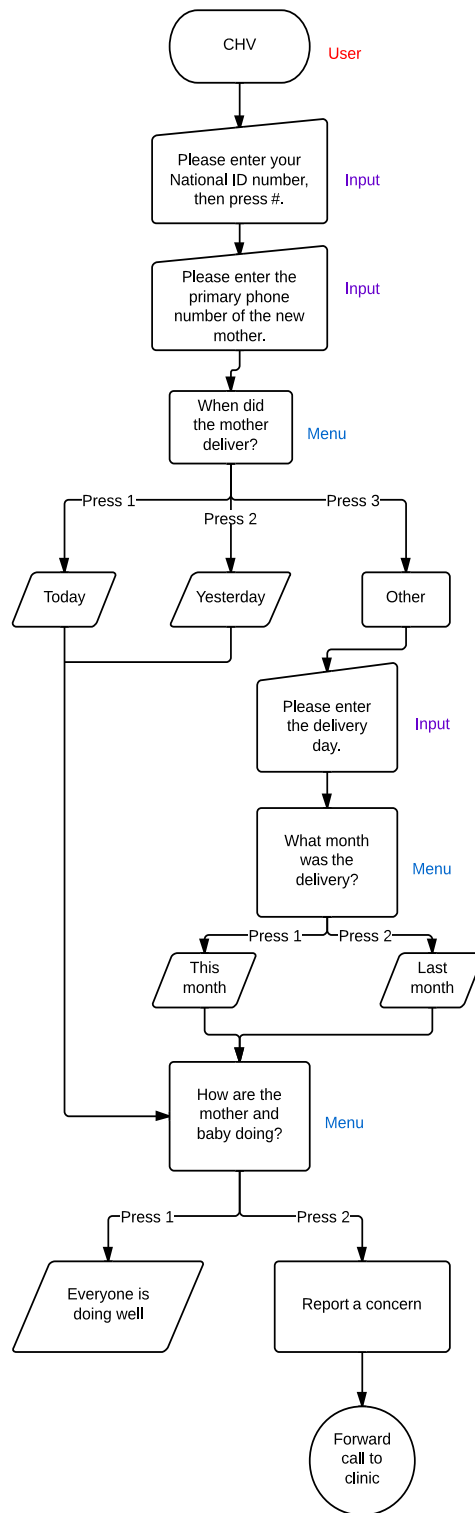 CHV
User
Please enter your
National ID number,
then press #.
Input
Please enter the
primary phone
number of the new
mother.
Input
When did
the mother
deliver?
Menu
Press 1
Press 2
Press 3
Today
Yesterday
Other
Please enter
the delivery
day.
Input
What month
was the
delivery?
Menu
Press 1
Press 2
This
month
Last
month
How are the
mother and
baby doing?
Menu
Press 1
Press 2
Everyone is
doing well
Report a concern
Forward
call to
clinic